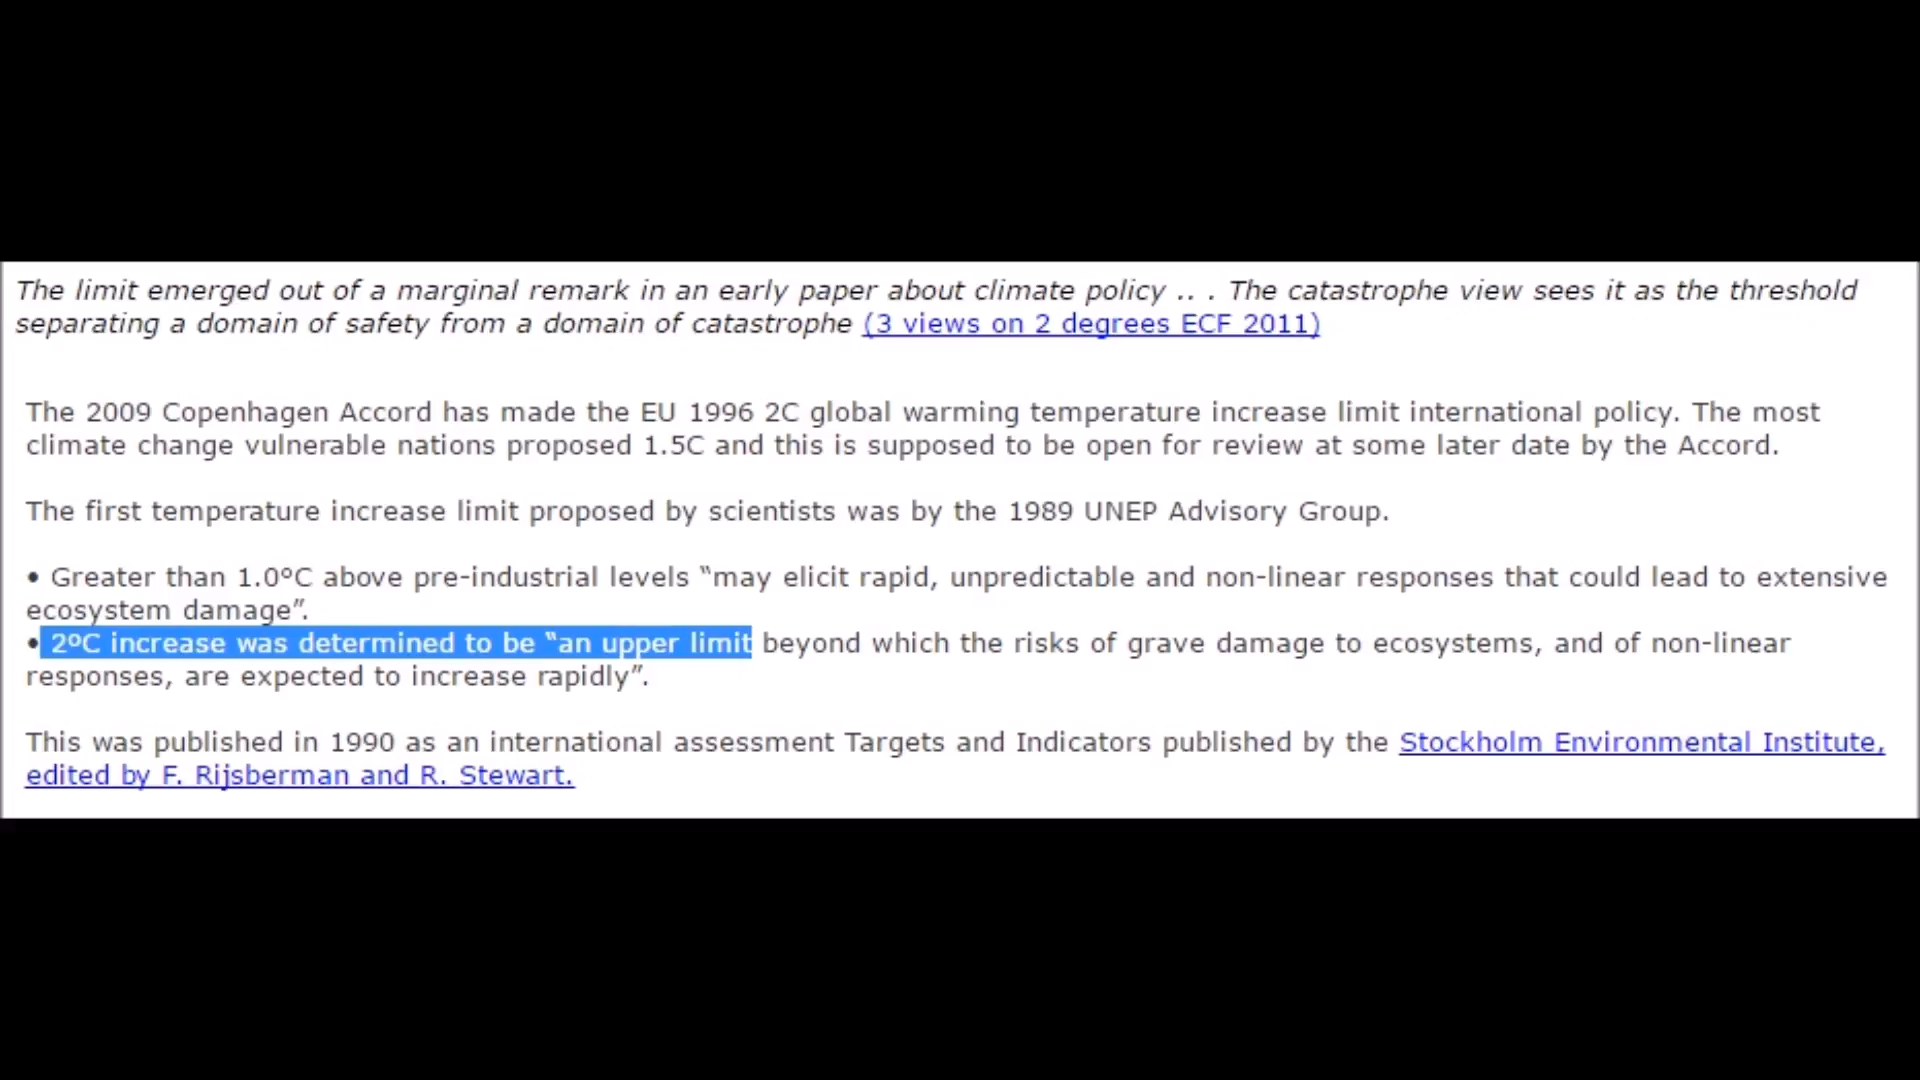 The limit emerged out of a marginal remark in an early paper about climate policy .. . The catastrophe view sees it as the threshold
separating a domain of safety from a domain of catastrophe (3 views on 2 degrees ECF 2011)
The 2009 Copenhagen Accord has made the EU 1996 2C global warming temperature increase limit international policy. The most
climate change vulnerable nations proposed 1.5C and this is supposed to be open for review at some later date by the Accord.
The first temperature increase limit proposed by scientists was by the 1989 UNEP Advisory Group.
• Greater than 1.0ºC above pre-industrial levels “may elicit rapid, unpredictable and non-linear responses that could lead to extensive
ecosystem damage”.
• 2ºC increase was determined to be “an upper limit beyond which the risks of grave damage to ecosystems, and of non-linear
responses, are expected to increase rapidly”.
This was published in 1990 as an international assessment Targets and Indicators published by the Stockholm Environmental Institute,
edited by F. Rijsberman and R. Stewart.